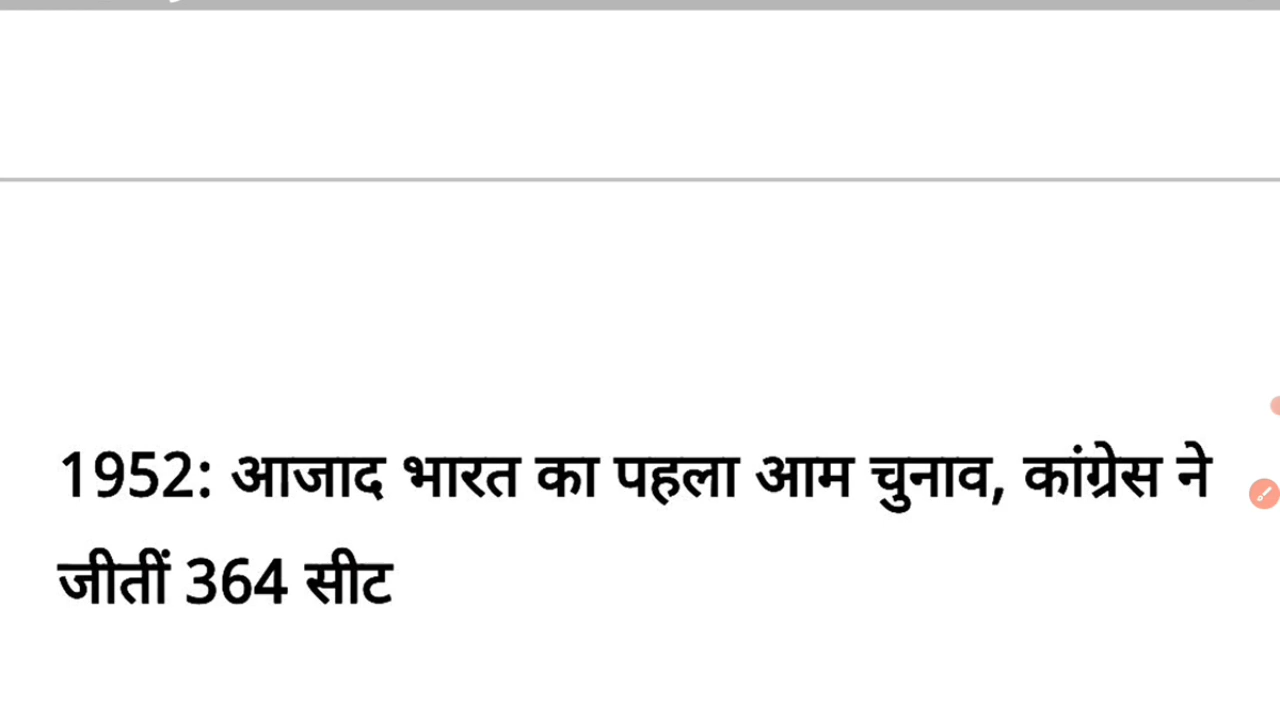 1952: आजाद भारत का पहला आम चुनाव, कांग्रेस ने
जीतीं 364 सीट